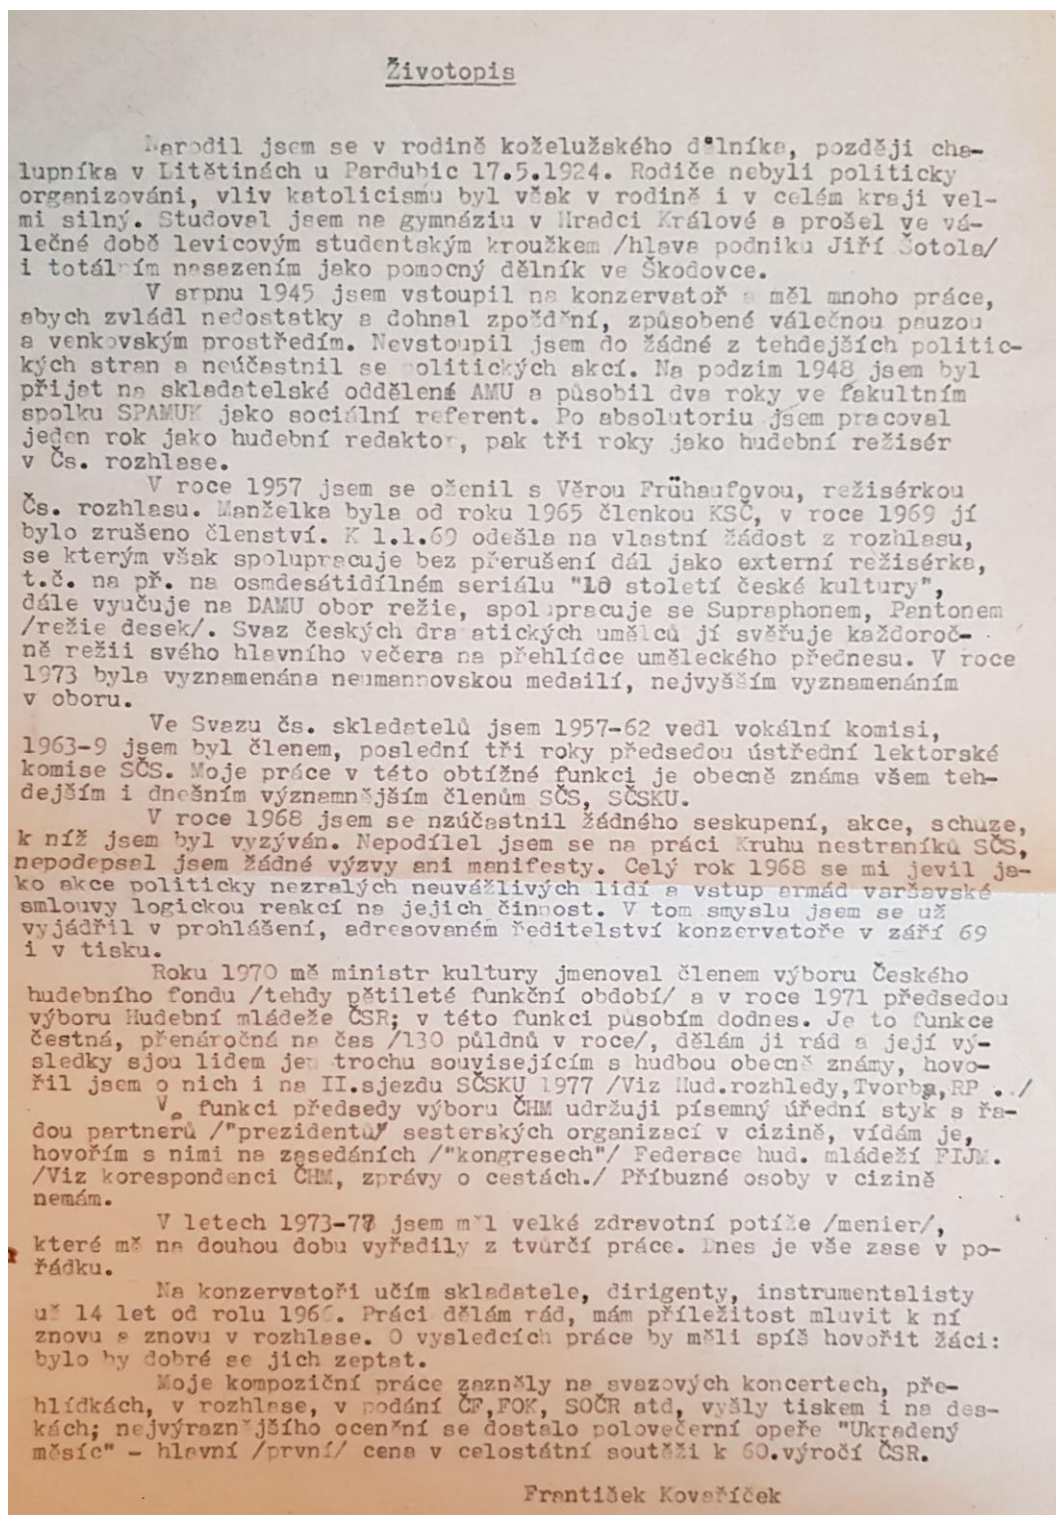 Životopis
Narodil jsem se v rodině koželužského dělníka, později cha-
lupníka v Litětinách u Pardubic 17.5.1924. Rodiče nebyli politicky
organizováni, vliv katolicismu byl však v rodině i v celém kraji vel-
mi silný. Studoval jsem na gymnáziu v Hradci Králové a prošel ve vá-
lečné době levicovým studentským kroužkem /hlava podniku Jiří Šotola/
i totálním nasazením jako pomocný dělník ve Škodovce.
V srpnu 1945 jsem vstoupil na konzervatoř a měl mnoho práce,
abych zvládl nedostatky a dohnal zpoždění, způsobené válečnou pauzou
a venkovským prostředím. Nevstoupil jsem do žádné z tehdejších politic-
kých stran a neúčastnil se politických akcí. Na podzim 1948 jsem byl
přijat na skladatelské oddělení AMU a působil dva roky ve fakultním
spolku SPAMUK jako sociální referent. Po absolutoriu jsem pracoval
jeden rok jako hudební redaktor, pak tři roky jako hudební režisér
v Čs. rozhlase.
V roce 1957 jsem se oženil s Věrou Frühaufovou, režisérkou
Čs. rozhlasu. Manželka byla od roku 1965 členkou KSČ, v roce 1969 jí
bylo zrušeno členství. K 1.1.69 odešla na vlastní žádost z rozhlasu,
se kterým však spolupracuje bez přerušení dál jako externí režisérka,
t.č. na př. na osmdesátidílném seriálu "10 století české kultury",
dále vyučuje na DAMU obor režie, spolupracuje se Supraphonem, Pantonem
/režie desek/. Svaz českých dramatických umělců jí svěřuje každoroč-
ně režii svého hlavního večera na přehlídce uměleckého přednesu. V roce
1973 byla vyznamenána neumannovskou medailí, nejvyšším vyznamenáním
v oboru.
Ve Svazu čs. skladatelů jsem 1957-62 vedl vokální komisi,
1963-9 jsem byl členem, poslední tři roky předsedou ústřední lektorské
komise SČS. Moje práce v této obtížné funkci je obecně známa všem teh-
dejším i dnešním významnějším členům SČS, SČSKU.
V roce 1968 jsem se nzúčastnil žádného seskupení, akce, schuze,
k níž jsem byl vyzýván. Nepodílel jsem se na práci Kruhu nestraníků SČS,
nepodepsal jsem žádné výzvy ani manifesty. Celý rok 1968 se mi jevil ja-
ko akce politicky nezralých neuvážlivých lidí a vstup armád varšavské
smlouvy logickou reakcí na jejich činnost. V tom smyslu jsem se už
vyjádřil v prohlášení, adresovaném ředitelství konzervatoře v září 69
i v tisku.
Roku 1970 mě ministr kultury jmenoval členem výboru Českého
hudebního fondu /tehdy pětileté funkční období/ a v roce 1971 předsedou
výboru Hudební mládeže ČSR; v této funkci pusobím dodnes. Je to funkce
čestná, přenáročná na čas /130 půldnů v roce/, dělám ji rád a její vý-
sledky sjou lidem jen trochu souvisejícím s hudbou obecně známy, hovo-
řil jsem o nich i na II.sjezdu SČSKU 1977 /Viz Hud.rozhledy,Tvorba,RP ../
Ve funkci předsedy výboru ČHM udržuji písemný úřední styk s řa-
dou partnerů /"prezidentů/ sesterských organizací v cizině, vídám je,
hovořím s nimi na zasedáních /"kongresech"/ Federace hud. mládeží FIJM.
/Viz korespondenci ČHM, zprávy o cestách./ Příbuzné osoby v cizině
nemám.
V letech 1973-77 jsem měl velké zdravotní potíže /menier/,
které mě na douhou dobu vyřadily z tvurčí práce. Dnes je vše zase v po-
řádku.
Na konzervatoři učím skladatele, dirigenty, instrumentalisty
už 14 let od rolu 1966. Práci dělám rád, mám příležitost mluvit k ní
znovu a znovu v rozhlase. O vysledcích práce by měli spíš hovořit žáci:
bylo by dobré se jich zeptat.
Moje kompoziční práce zazněly na svazových koncertech, pře-
hlídkách, v rozhlase, v podání ČF,FOK, SOČR atd, vyšly tiskem i na des-
kách; nejvýraznějšího ocenění se dostalo polovečerní opeře "Ukradený
měsíc" - hlavní /první/ cena v celostátní soutěži k 60.výročí ČSR.
František Kovaříček